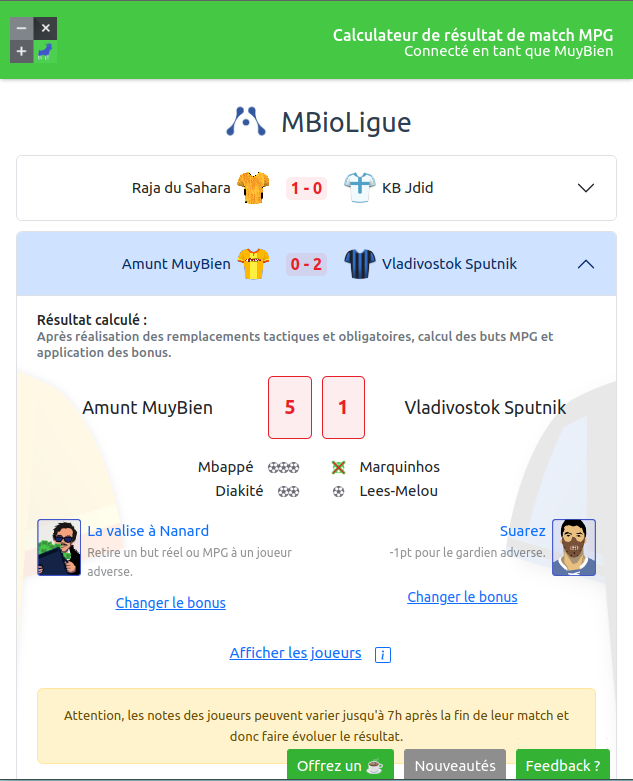 Calculateur de résultat de match MPG
Connecté en tant que MuyBien
MBioLigue
Raja du Sahara 1 - 0 KB Jdid
Amunt MuyBien 0 - 2 Vladivostok Sputnik
Résultat calculé :
Après réalisation des remplacements tactiques et obligatoires, calcul des buts MPG et
application des bonus.
Amunt MuyBien 5 1 Vladivostok Sputnik
Mbappé Marquinhos
Diakité Lees-Melou
La valise à Nanard
Retire un but réel ou MPG à un joueur
adverse.
Changer le bonus
Suarez
-1pt pour le gardien adverse.
Changer le bonus
Afficher les joueurs i
Attention, les notes des joueurs peuvent varier jusqu'à 7h après la fin de leur match et
donc faire évoluer le résultat.
Offrez un ☕ Nouveautés Feedback ?